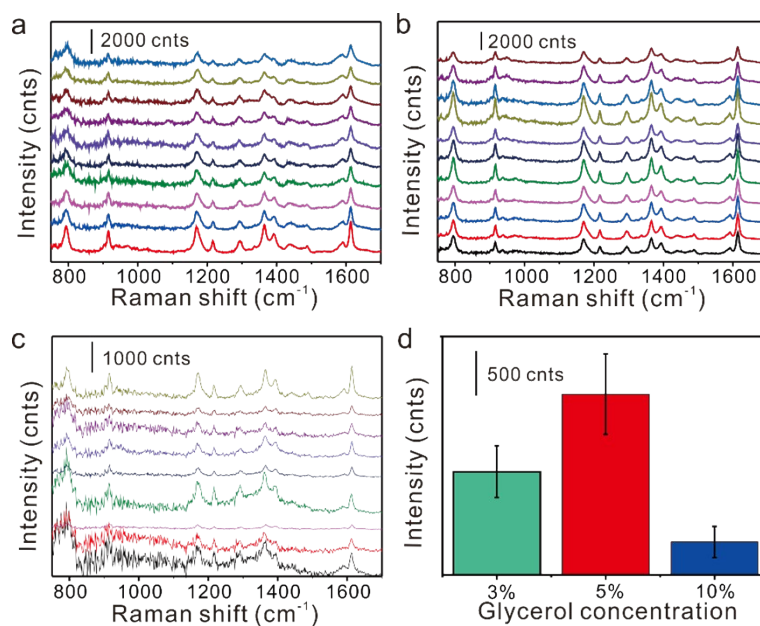 a
2000 cnts
Intensity (cnts)
800 1000 1200 1400 1600
Raman shift (cm⁻¹)
b
2000 cnts
Intensity (cnts)
800 1000 1200 1400 1600
Raman shift (cm⁻¹)
c
1000 cnts
Intensity (cnts)
800 1000 1200 1400 1600
Raman shift (cm⁻¹)
d
500 cnts
Intensity (cnts)
3% 5% 10%
Glycerol concentration